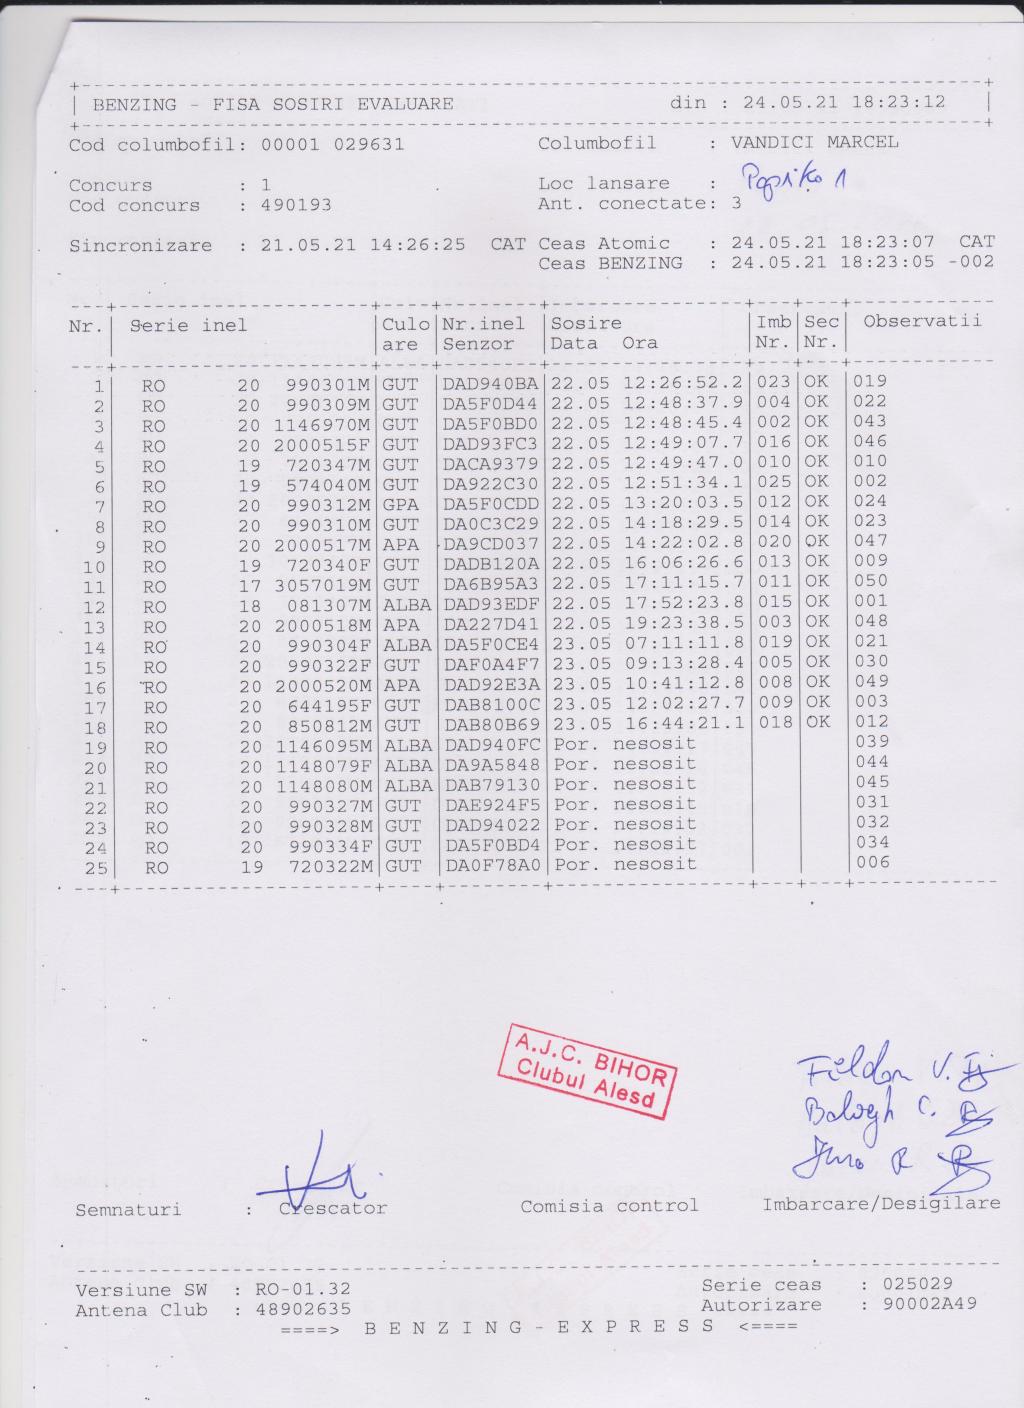 BENZING - FISA SOSIRI EVALUARE din : 24.05.21 18:23:12
Cod columbofil: 00001 029631 Columbofil : VANDICI MARCEL
Concurs : 1 Loc lansare : Papiko 1
Cod concurs : 490193 Ant. conectate: 3
Sincronizare : 21.05.21 14:26:25 CAT Ceas Atomic : 24.05.21 18:23:07 CAT
Ceas BENZING : 24.05.21 18:23:05 -002
Nr. Serie inel Culo Nr.inel Sosire Imb Sec Observatii
are Senzor Data Ora Nr. Nr.
1 RO 20 990301M GUT DAD940BA 22.05 12:26:52.2 023 OK 019
2 RO 20 990309M GUT DA5F0D44 22.05 12:48:37.9 004 OK 022
3 RO 20 1146970M GUT DA5F0BD0 22.05 12:48:45.4 002 OK 043
4 RO 20 2000515F GUT DAD93FC3 22.05 12:49:07.7 016 OK 046
5 RO 19 720347M GUT DACA9379 22.05 12:49:47.0 010 OK 010
6 RO 19 574040M GUT DA922C30 22.05 12:51:34.1 025 OK 002
7 RO 20 990312M GPA DA5F0CDD 22.05 13:20:03.5 012 OK 024
8 RO 20 990310M GUT DA0C3C29 22.05 14:18:29.5 014 OK 023
9 RO 20 2000517M APA DA9CD037 22.05 14:22:02.8 020 OK 047
10 RO 19 720340F GUT DADB120A 22.05 16:06:26.6 013 OK 009
11 RO 17 3057019M GUT DA6B95A3 22.05 17:11:15.7 011 OK 050
12 RO 18 081307M ALBA DAD93EDF 22.05 17:52:23.8 015 OK 001
13 RO 20 2000518M APA DA227D41 22.05 19:23:38.5 003 OK 048
14 RO 20 990304F ALBA DA5F0CE4 23.05 07:11:11.8 019 OK 021
15 RO 20 990322F GUT DAF0A4F7 23.05 09:13:28.4 005 OK 030
16 RO 20 2000520M APA DAD92E3A 23.05 10:41:12.8 008 OK 049
17 RO 20 644195F GUT DAB8100C 23.05 12:02:27.7 009 OK 003
18 RO 20 850812M GUT DAB80B69 23.05 16:44:21.1 018 OK 012
19 RO 20 1146095M ALBA DAD940FC Por. nesosit 039
20 RO 20 1148079F ALBA DA9A5848 Por. nesosit 044
21 RO 20 1148080M ALBA DAB79130 Por. nesosit 045
22 RO 20 990327M GUT DAE924F5 Por. nesosit 031
23 RO 20 990328M GUT DAD94022 Por. nesosit 032
24 RO 20 990334F GUT DA5F0BD4 Por. nesosit 034
25 RO 19 720322M GUT DA0F78A0 Por. nesosit 006
A.J.C. BIHOR
Clubul Alesd
Balogh C.
Semnaturi : Crescator Comisia control Imbarcare/Desigilare
Versiune SW : RO-01.32 Serie ceas : 025029
Antena Club : 48902635 Autorizare : 90002A49
====> B E N Z I N G - E X P R E S S <====